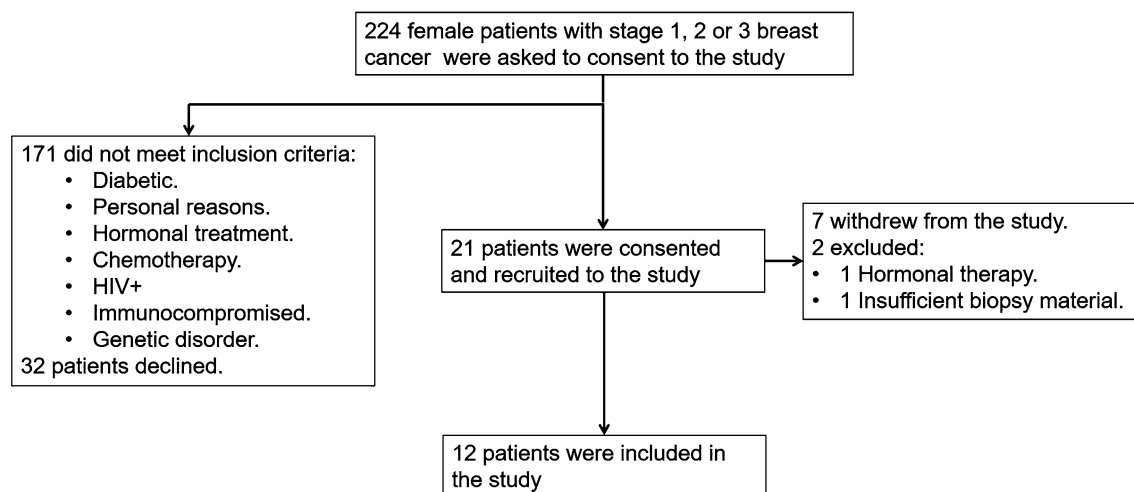 224 female patients with stage 1, 2 or 3 breast
cancer were asked to consent to the study
171 did not meet inclusion criteria:
• Diabetic.
• Personal reasons.
• Hormonal treatment.
• Chemotherapy.
• HIV+
• Immunocompromised.
• Genetic disorder.
32 patients declined.
21 patients were consented
and recruited to the study
7 withdrew from the study.
2 excluded:
• 1 Hormonal therapy.
• 1 Insufficient biopsy material.
12 patients were included in
the study